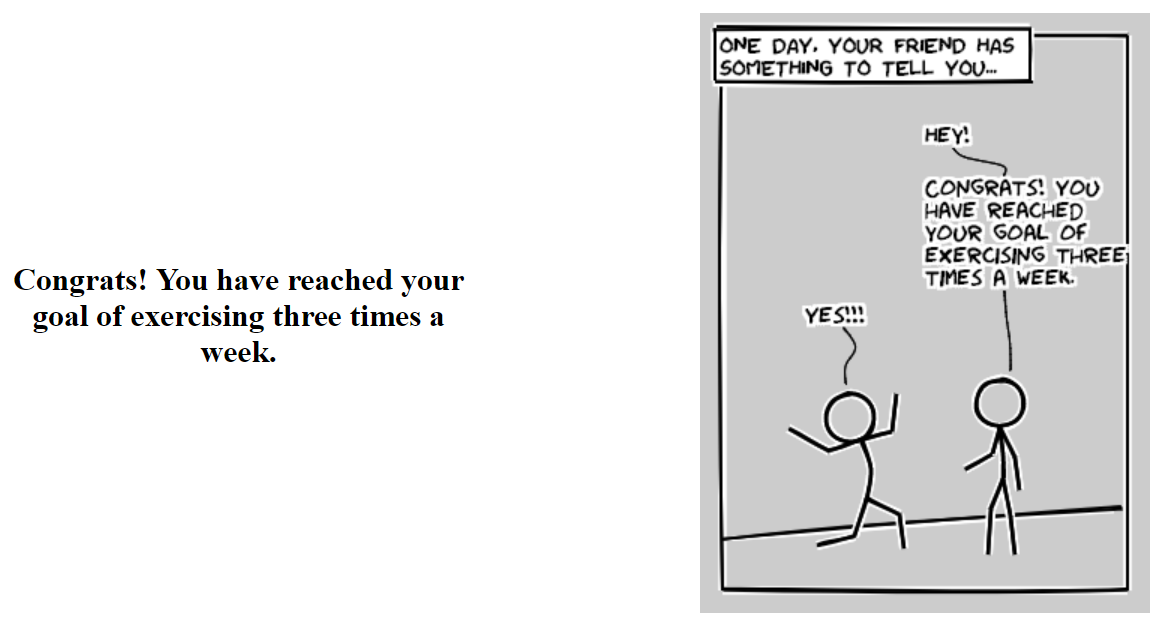 Congrats! You have reached your
goal of exercising three times a
week.
ONE DAY, YOUR FRIEND HAS
SOMETHING TO TELL YOU...
HEY!
CONGRATS! YOU
HAVE REACHED
YOUR GOAL OF
EXERCISING THREE
TIMES A WEEK.
YES!!!